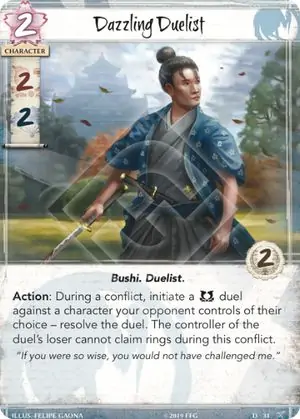 Dazzling Duelist
2
CHARACTER
2
2
2
Bushi. Duelist.
Action: During a conflict, initiate a duel
against a character your opponent controls of their
choice – resolve the duel. The controller of the
duel's loser cannot claim rings during this conflict.
"If you were so wise, you would not have challenged me."
ILLUS-FELIPE GAONA
©2019 FFG